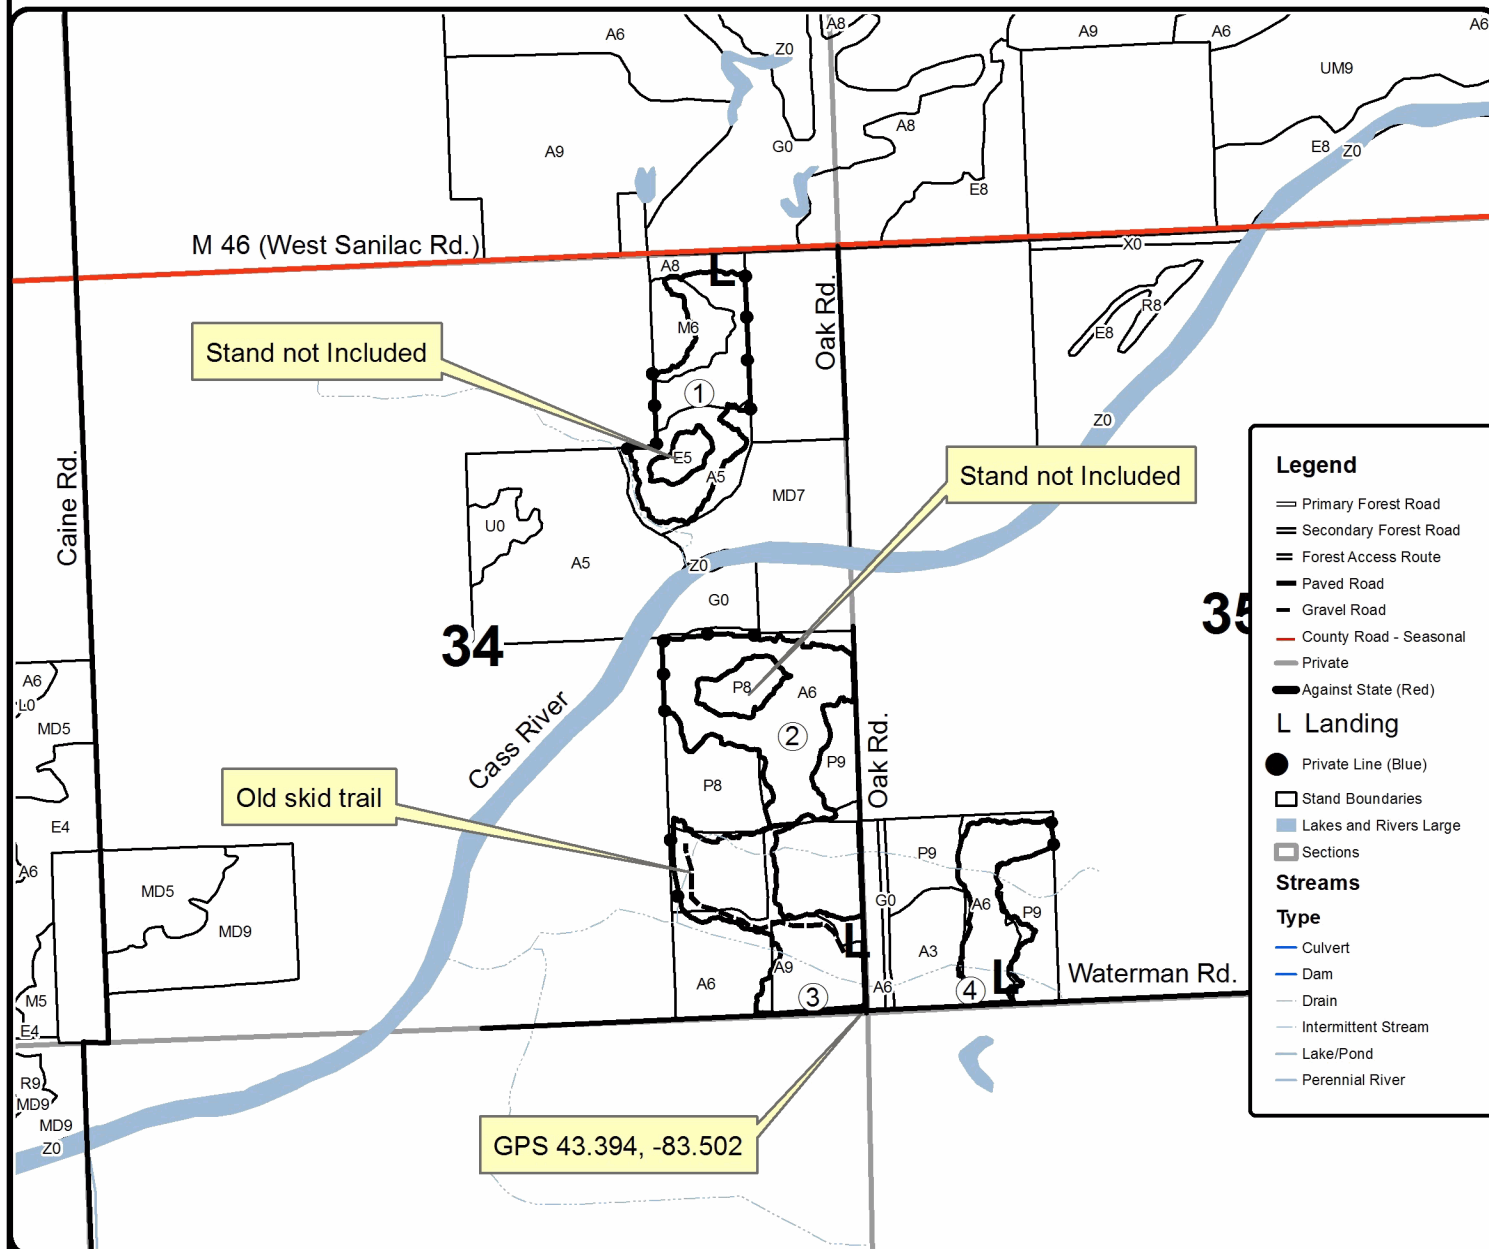 A6
A8
Z0
A9
A6
A6
UM9
A8
G0
E8
Z0
A9
E8
M 46 (West Sanilac Rd.)
X0
A8
L
Oak Rd.
R8
M6
E8
Stand not Included
1
Z0
E5
A5
Stand not Included
MD7
Caine Rd.
U0
A5
Z0
G0
34
35
A6
L0
MD5
P8
A6
Cass River
2
Oak Rd.
P9
P8
Old skid trail
E4
P9
A6
MD5
G0
A6
P9
MD9
L
A3
A9
A6
L
Waterman Rd.
M5
3
A6
4
E4
R9
MD9
MD9
Z0
GPS 43.394, -83.502
Legend
Primary Forest Road
Secondary Forest Road
Forest Access Route
Paved Road
Gravel Road
County Road - Seasonal
Private
Against State (Red)
L Landing
Private Line (Blue)
Stand Boundaries
Lakes and Rivers Large
Sections
Streams
Type
Culvert
Dam
Drain
Intermittent Stream
Lake/Pond
Perennial River